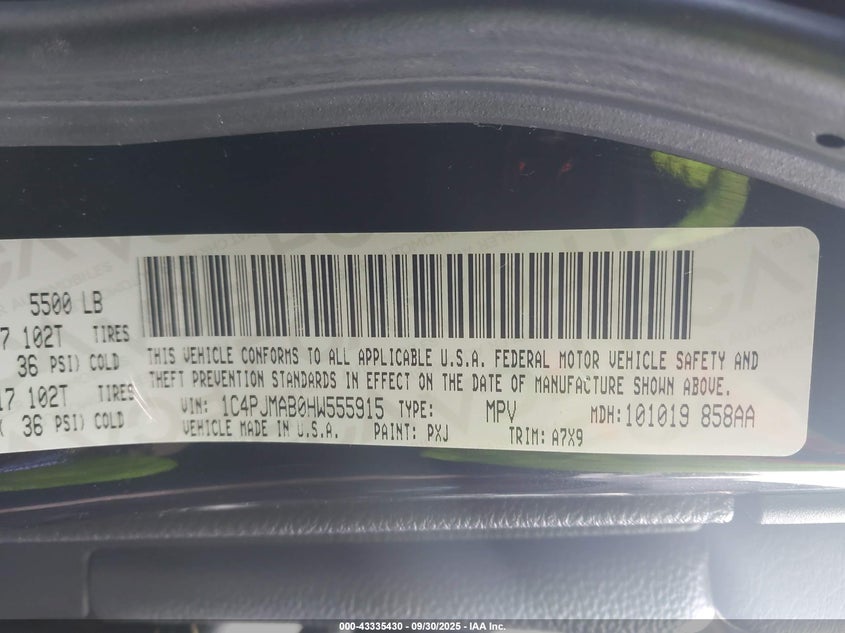 5500 LB
7 102T TIRES
36 PSI) COLD
17 102T TIRES
36 PSI) COLD
THIS VEHICLE CONFORMS TO ALL APPLICABLE U.S.A. FEDERAL MOTOR VEHICLE SAFETY AND
THEFT PREVENTION STANDARDS IN EFFECT ON THE DATE OF MANUFACTURE SHOWN ABOVE.
VIN: 1C4PJMAB0HW555915 TYPE: MPV MDH:101019 858AA
VEHICLE MADE IN U.S.A. PAINT: PXJ TRIM: A7X9
000-43335430 - 09/30/2025 - IAA Inc.